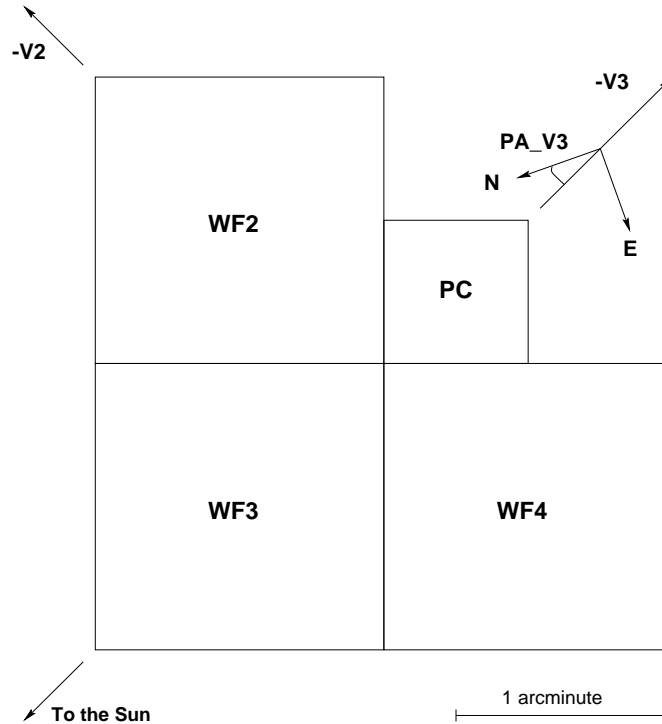 -V2
-V3
PA_V3
N
E
WF2
PC
WF3
WF4
1 arcminute
To the Sun